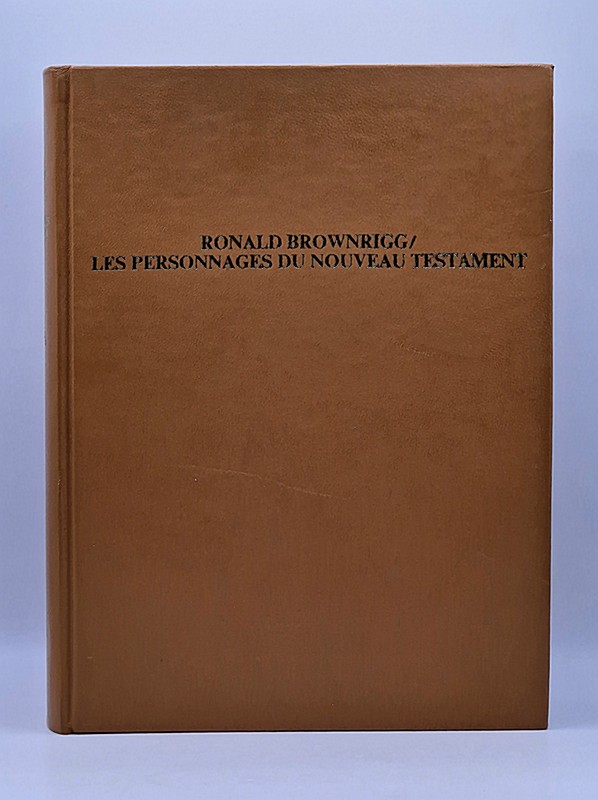 RONALD BROWNRIGG/
LES PERSONNAGES DU NOUVEAU TESTAMENT